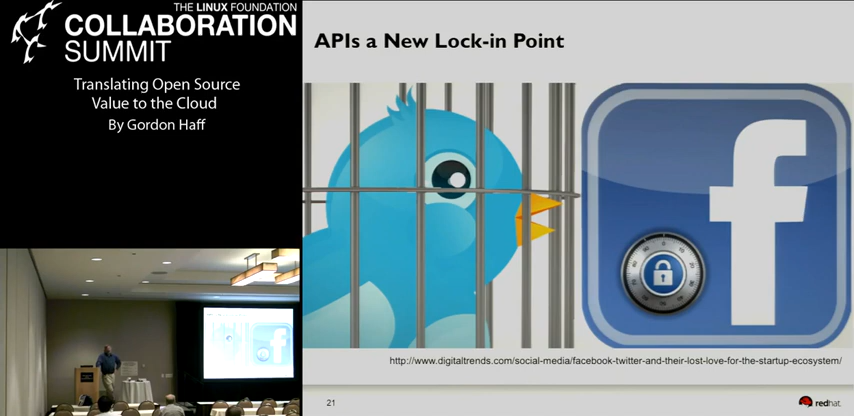 THE LINUX FOUNDATION
COLLABORATION
SUMMIT
Translating Open Source
Value to the Cloud
By Gordon Haff
APIs a New Lock-in Point
f
http://www.digitaltrends.com/social-media/facebook-twitter-and-their-lost-love-for-the-startup-ecosystem/
21
redhat.